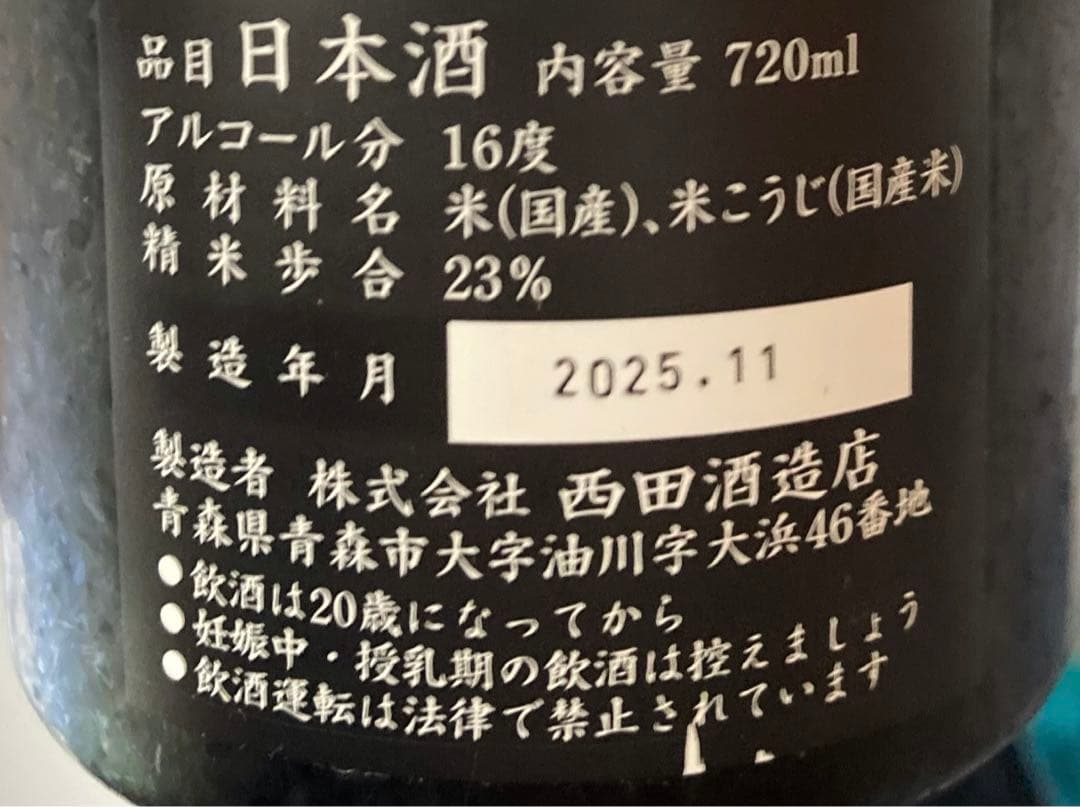 品目 日本酒 内容量 720ml
アルコール分 16度
原材料名 米(国産)、米こうじ(国産米)
精米歩合 23%
製造年月 2025.11
製造者 株式会社 西田酒造店
青森県青森市大字油川字大浜46番地
●飲酒は20歳になってから
●妊娠中・授乳期の飲酒は控えましょう
●飲酒運転は法律で禁止されています